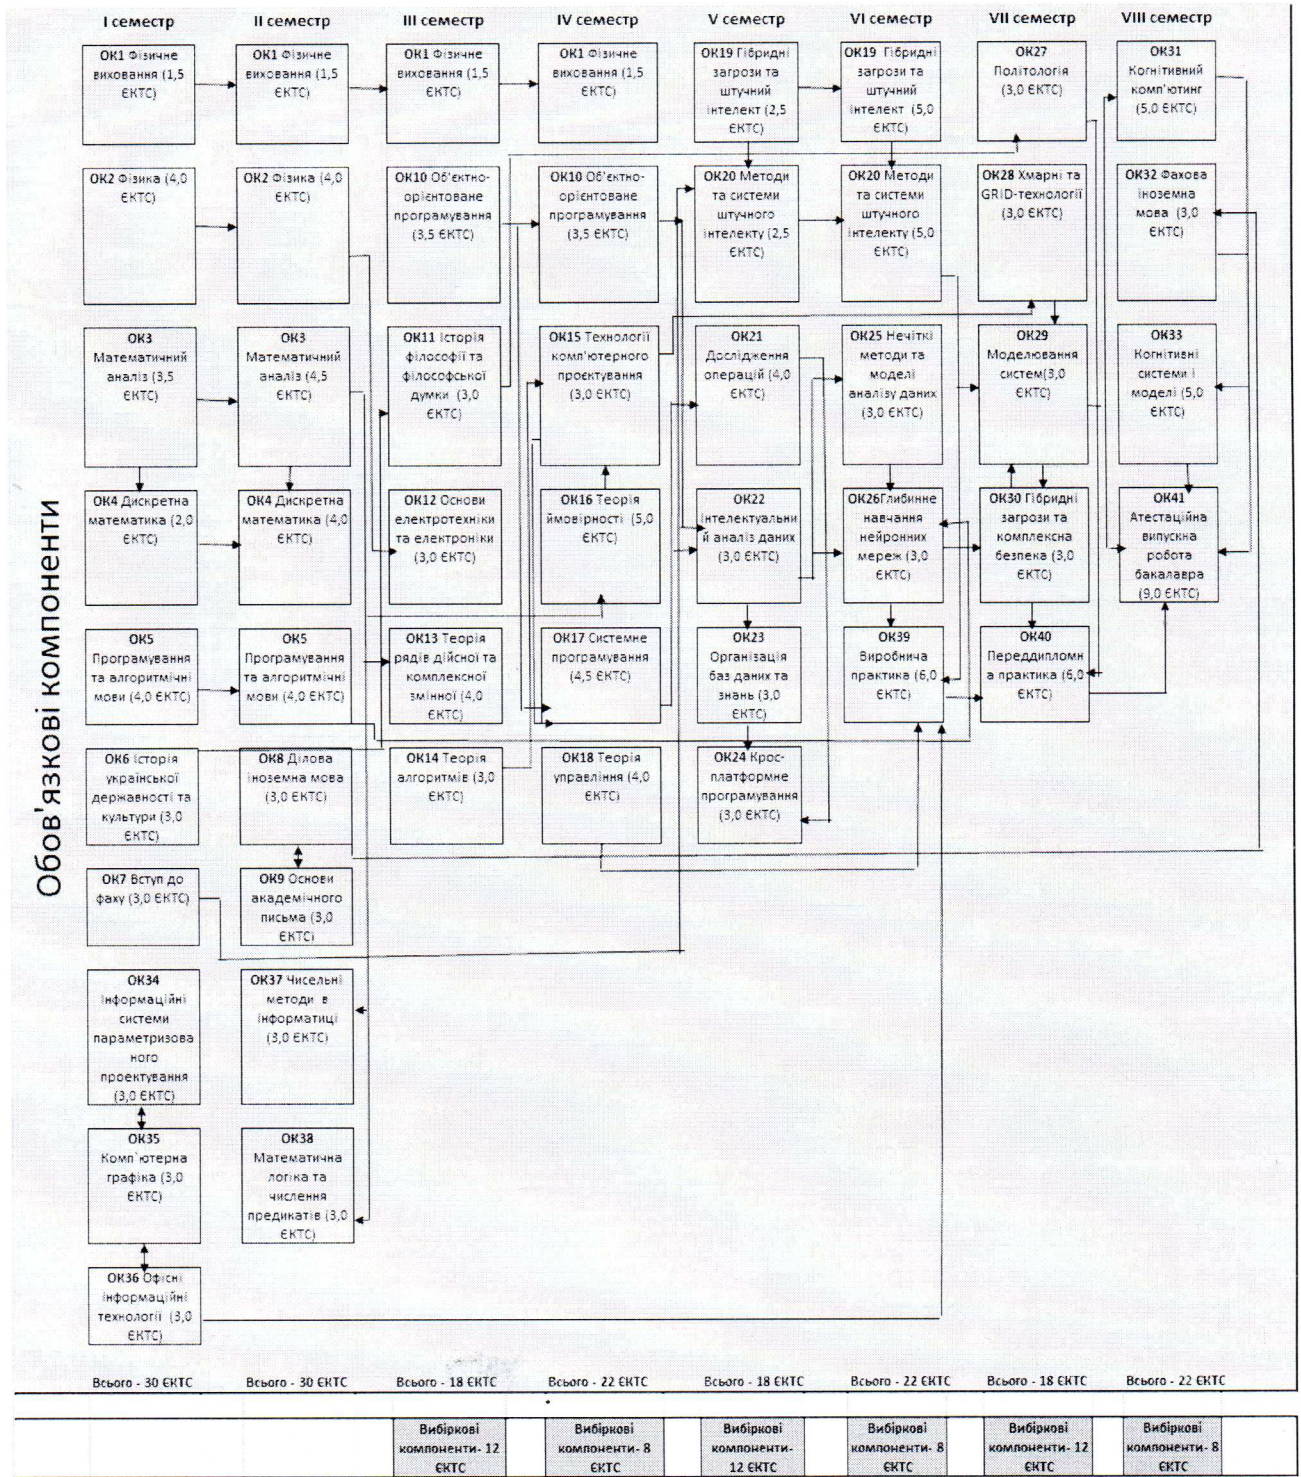 I семестр
II семестр
III семестр
IV семестр
V семестр
VI семестр
VII семестр
VIII семестр
Обов'язкові компоненти
ОК1 Фізичне
виховання (1,5
ЄКТС)
ОК2 Фізика (4,0
ЄКТС)
ОК3
Математичний
аналіз (3,5
ЄКТС)
ОК4 Дискретна
математика (2,0
ЄКТС)
ОК5
Програмування
та алгоритмічні
мови (4,0 ЄКТС)
ОК6 Історія
української
державності та
культури (3,0
ЄКТС)
ОК7 Вступ до
фаху (3,0 ЄКТС)
ОК34
Інформаційні
системи
параметризова
ного
проектування
(3,0 ЄКТС)
ОК35
Комп'ютерна
графіка (3,0
ЄКТС)
ОК36 Офісні
інформаційні
технології (3,0
ЄКТС)
Всього - 30 ЄКТС
ОК1 Фізичне
виховання (1,5
ЄКТС)
ОК2 Фізика (4,0
ЄКТС)
ОК3
Математичний
аналіз (4,5
ЄКТС)
ОК4 Дискретна
математика (4,0
ЄКТС)
ОК5
Програмування
та алгоритмічні
мови (4,0 ЄКТС)
ОК8 Ділова
іноземна мова
(3,0 ЄКТС)
ОК9 Основи
академічного
письма (3,0
ЄКТС)
ОК37 Чисельні
методи в
інформатиці
(3,0 ЄКТС)
ОК38
Математична
логіка та
числення
предикатів (3,0
ЄКТС)
Всього - 30 ЄКТС
ОК1 Фізичне
виховання (1,5
ЄКТС)
ОК10 Об'єктно-
орієнтоване
програмування
(3,5 ЄКТС)
ОК11 Історія
філософії та
філософської
думки (3,0
ЄКТС)
ОК12 Основи
електротехніки
та електроніки
(3,0 ЄКТС)
ОК13 Теорія
рядів дійсної та
комплексної
змінної (4,0
ЄКТС)
ОК14 Теорія
алгоритмів (3,0
ЄКТС)
Всього - 18 ЄКТС
ОК1 Фізичне
виховання (1,5
ЄКТС)
ОК10 Об'єктно-
орієнтоване
програмування
(3,5 ЄКТС)
ОК15 Технології
комп'ютерного
проєктування
(3,0 ЄКТС)
ОК16 Теорія
ймовірності (5,0
ЄКТС)
ОК17 Системне
програмування
(4,5 ЄКТС)
ОК18 Теорія
управління (4,0
ЄКТС)
Всього - 22 ЄКТС
ОК19 Гібридні
загрози та
штучний
інтелект (2,5
ЄКТС)
ОК20 Методи
та системи
штучного
інтелекту (2,5
ЄКТС)
ОК21
Дослідження
операцій (4,0
ЄКТС)
ОК22
Інтелектуальни
й аналіз даних
(3,0 ЄКТС)
ОК23
Організація
баз даних та
знань (3,0
ЄКТС)
ОК24 Крос-
платформне
програмування
(3,0 ЄКТС)
Всього - 18 ЄКТС
ОК19 Гібридні
загрози та
штучний
інтелект (5,0
ЄКТС)
ОК20 Методи
та системи
штучного
інтелекту (5,0
ЄКТС)
ОК25 Нечіткі
методи та
моделі
аналізу даних
(3,0 ЄКТС)
ОК26Глибинне
навчання
нейронних
мереж (3,0
ЄКТС)
ОК39
Виробнича
практика (6,0
ЄКТС)
Всього - 22 ЄКТС
ОК27
Політологія
(3,0 ЄКТС)
ОК28 Хмарні та
GRID-технології
(3,0 ЄКТС)
ОК29
Моделювання
систем(3,0
ЄКТС)
ОК30 Гібридні
загрози та
комплексна
безпека (3,0
ЄКТС)
ОК40
Переддипломн
а практика (6,0
ЄКТС)
Всього - 18 ЄКТС
ОК31
Когнітивний
комп'ютинг
(5,0 ЄКТС)
ОК32 Фахова
іноземна
мова (3,0
ЄКТС)
ОК33
Когнітивні
системи і
моделі (5,0
ЄКТС)
ОК41
Атестаційна
випускна
робота
бакалавра
(9,0 ЄКТС)
Всього - 22 ЄКТС
Вибіркові
компоненти- 12
ЄКТС
Вибіркові
компоненти- 8
ЄКТС
Вибіркові
компоненти-
12 ЄКТС
Вибіркові
компоненти- 8
ЄКТС
Вибіркові
компоненти- 12
ЄКТС
Вибіркові
компоненти- 8
ЄКТС